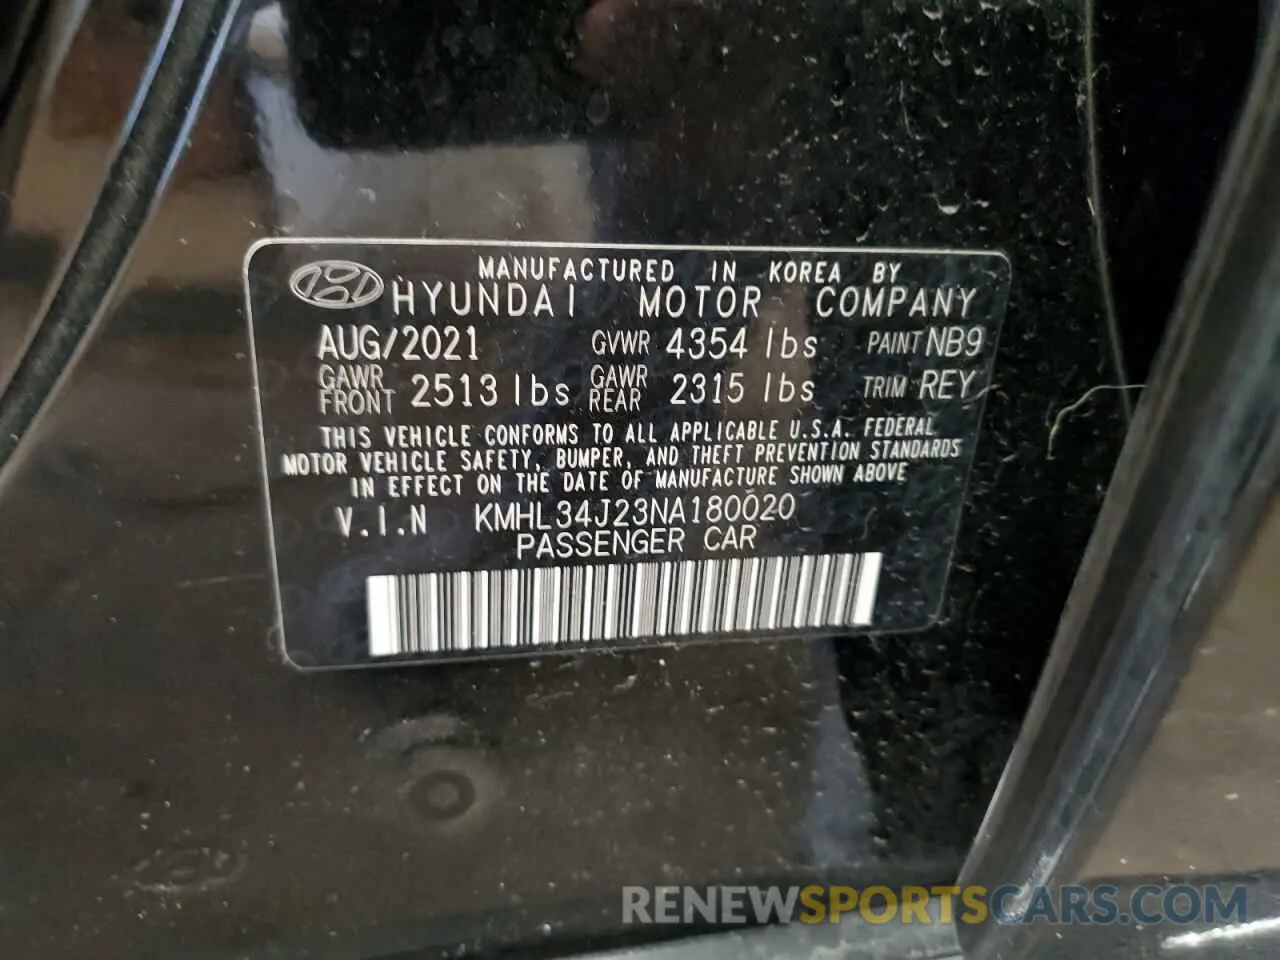 MANUFACTURED IN KOREA BY
HYUNDAI MOTOR COMPANY
AUG/2021 GVWR 4354 lbs PAINT NB9
GAWR FRONT 2513 lbs GAWR REAR 2315 lbs TRIM REY
THIS VEHICLE CONFORMS TO ALL APPLICABLE U.S.A. FEDERAL
MOTOR VEHICLE SAFETY, BUMPER, AND THEFT PREVENTION STANDARDS
IN EFFECT ON THE DATE OF MANUFACTURE SHOWN ABOVE
V.I.N KMHL34J23NA180020
PASSENGER CAR
RENEWSPORTSCARS.COM